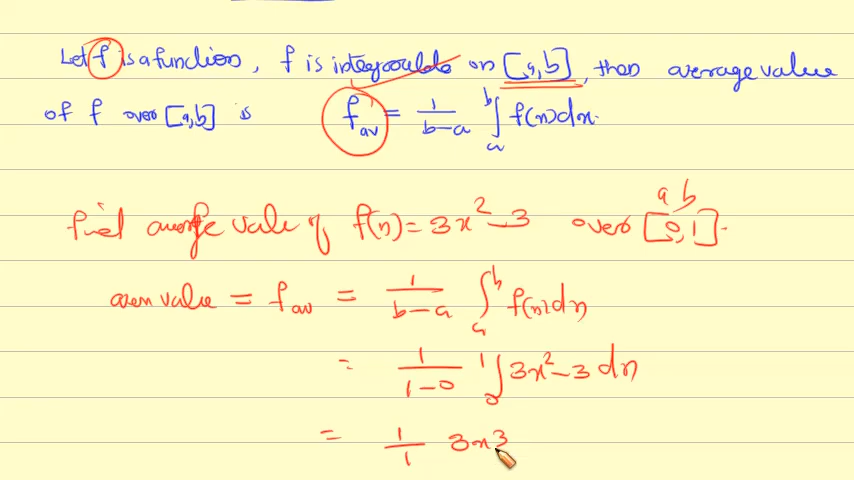 Let f is a function, f is integrable on [a,b], then average value
of f over [a,b] is f_av = 1/(b-a) ∫_a^b f(x)dx.
a b
Find average value of f(x) = 3x² - 3 over [0,1].
aver value = f_av = 1/(b-a) ∫_a^b f(x)dx
= 1/(1-0) ∫_0^1 3x² - 3 dx
= 1/1 3x3